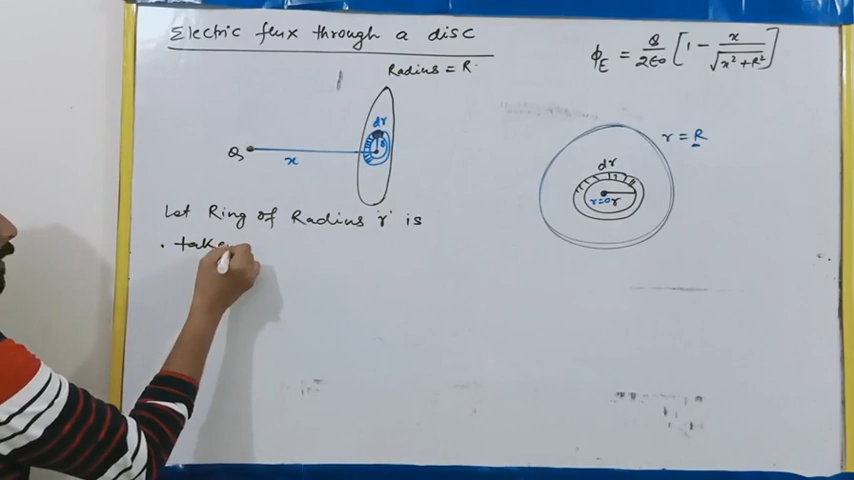 Electric flux through a disc
ϕE = Q/2ε0 [1 - x/√(x²+R²)]
Radius = R
dr
Q
x
r = R
dr
r=0
r
Let Ring of Radius 'r' is
. take